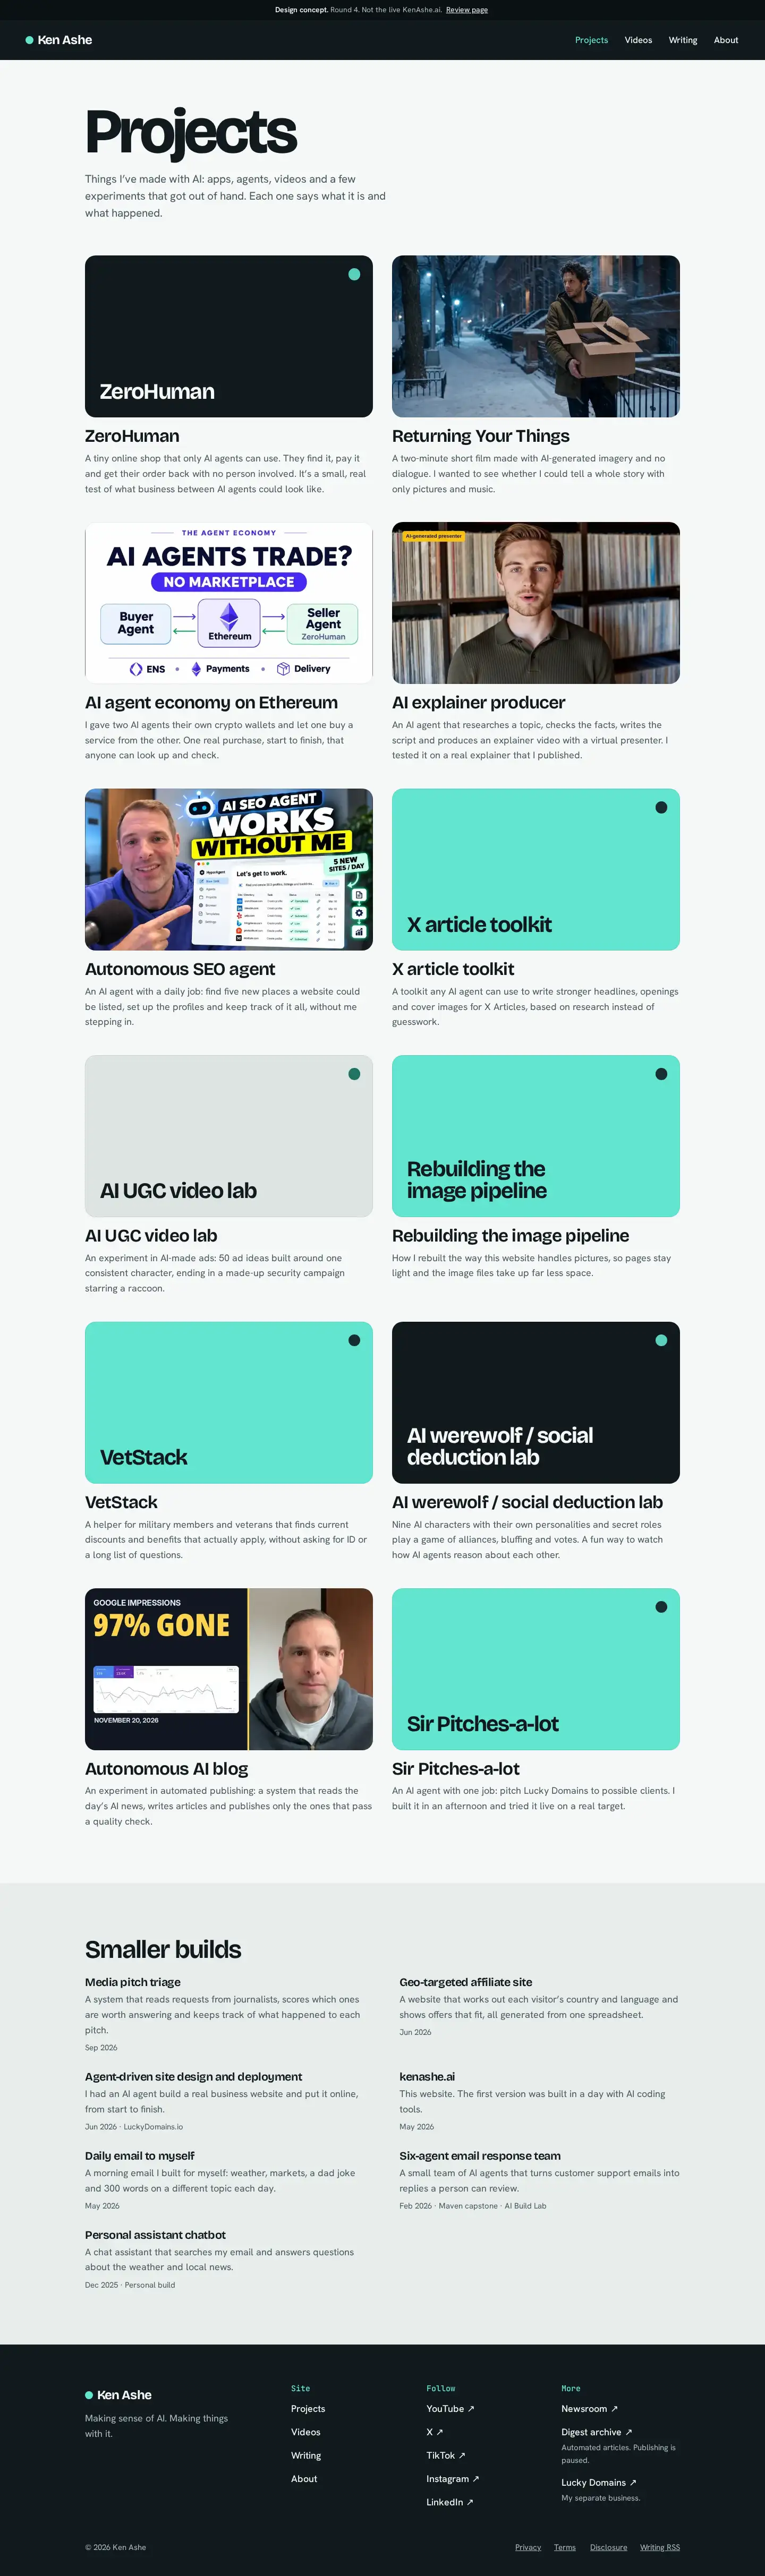 Design concept. Round 4. Not the live KenAshe.ai. Review page
Ken Ashe
Projects
Videos
Writing
About
Projects
Things I've made with AI: apps, agents, videos and a few
experiments that got out of hand. Each one says what it is and
what happened.
ZeroHuman
ZeroHuman
A tiny online shop that only AI agents can use. They find it, pay it
and get their order back with no person involved. It's a small, real
test of what business between AI agents could look like.
Returning Your Things
A two-minute short film made with AI-generated imagery and no
dialogue. I wanted to see whether I could tell a whole story with
only pictures and music.
THE AGENT ECONOMY
AI AGENTS TRADE?
NO MARKETPLACE
Buyer
Agent
Ethereum
Seller
Agent
ZeroHuman
ENS
Payments
Delivery
AI agent economy on Ethereum
I gave two AI agents their own crypto wallets and let one buy a
service from the other. One real purchase, start to finish, that
anyone can look up and check.
AI-generated presenter
AI explainer producer
An AI agent that researches a topic, checks the facts, writes the
script and produces an explainer video with a virtual presenter. I
tested it on a real explainer that I published.
AI SEO AGENT
WORKS
WITHOUT ME
5 NEW
SITES / DAY
Let's get to work.
Autonomous SEO agent
An AI agent with a daily job: find five new places a website could
be listed, set up the profiles and keep track of it all, without me
stepping in.
X article toolkit
X article toolkit
A toolkit any AI agent can use to write stronger headlines, openings
and cover images for X Articles, based on research instead of
guesswork.
AI UGC video lab
AI UGC video lab
An experiment in AI-made ads: 50 ad ideas built around one
consistent character, ending in a made-up security campaign
starring a raccoon.
Rebuilding the
image pipeline
Rebuilding the image pipeline
How I rebuilt the way this website handles pictures, so pages stay
light and the image files take up far less space.
VetStack
VetStack
A helper for military members and veterans that finds current
discounts and benefits that actually apply, without asking for ID or
a long list of questions.
AI werewolf / social
deduction lab
AI werewolf / social deduction lab
Nine AI characters with their own personalities and secret roles
play a game of alliances, bluffing and votes. A fun way to watch
how AI agents reason about each other.
GOOGLE IMPRESSIONS
97% GONE
NOVEMBER 20, 2026
Autonomous AI blog
An experiment in automated publishing: a system that reads the
day's AI news, writes articles and publishes only the ones that pass
a quality check.
Sir Pitches-a-lot
Sir Pitches-a-lot
An AI agent with one job: pitch Lucky Domains to possible clients. I
built it in an afternoon and tried it live on a real target.
Smaller builds
Media pitch triage
A system that reads requests from journalists, scores which ones
are worth answering and keeps track of what happened to each
pitch.
Sep 2026
Geo-targeted affiliate site
A website that works out each visitor's country and language and
shows offers that fit, all generated from one spreadsheet.
Jun 2026
Agent-driven site design and deployment
I had an AI agent build a real business website and put it online,
from start to finish.
Jun 2026 · LuckyDomains.io
kenashe.ai
This website. The first version was built in a day with AI coding
tools.
May 2026
Daily email to myself
A morning email I built for myself: weather, markets, a dad joke
and 300 words on a different topic each day.
May 2026
Six-agent email response team
A small team of AI agents that turns customer support emails into
replies a person can review.
Feb 2026 · Maven capstone · AI Build Lab
Personal assistant chatbot
A chat assistant that searches my email and answers questions
about the weather and local news.
Dec 2025 · Personal build
Ken Ashe
Making sense of AI. Making things
with it.
Site
Projects
Videos
Writing
About
Follow
YouTube ↗
X ↗
TikTok ↗
Instagram ↗
LinkedIn ↗
More
Newsroom ↗
Digest archive ↗
Automated articles. Publishing is
paused.
Lucky Domains ↗
My separate business.
© 2026 Ken Ashe
Privacy
Terms
Disclosure
Writing RSS